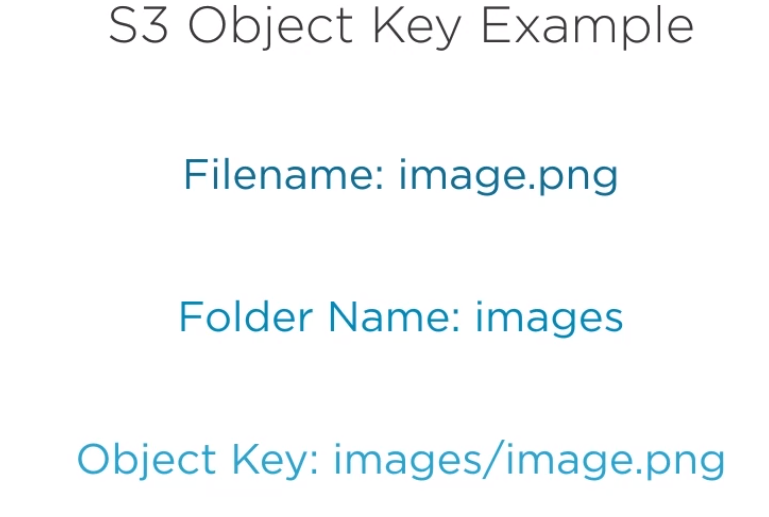 S3 Object Key Example
Filename: image.png
Folder Name: images
Object Key: images/image.png